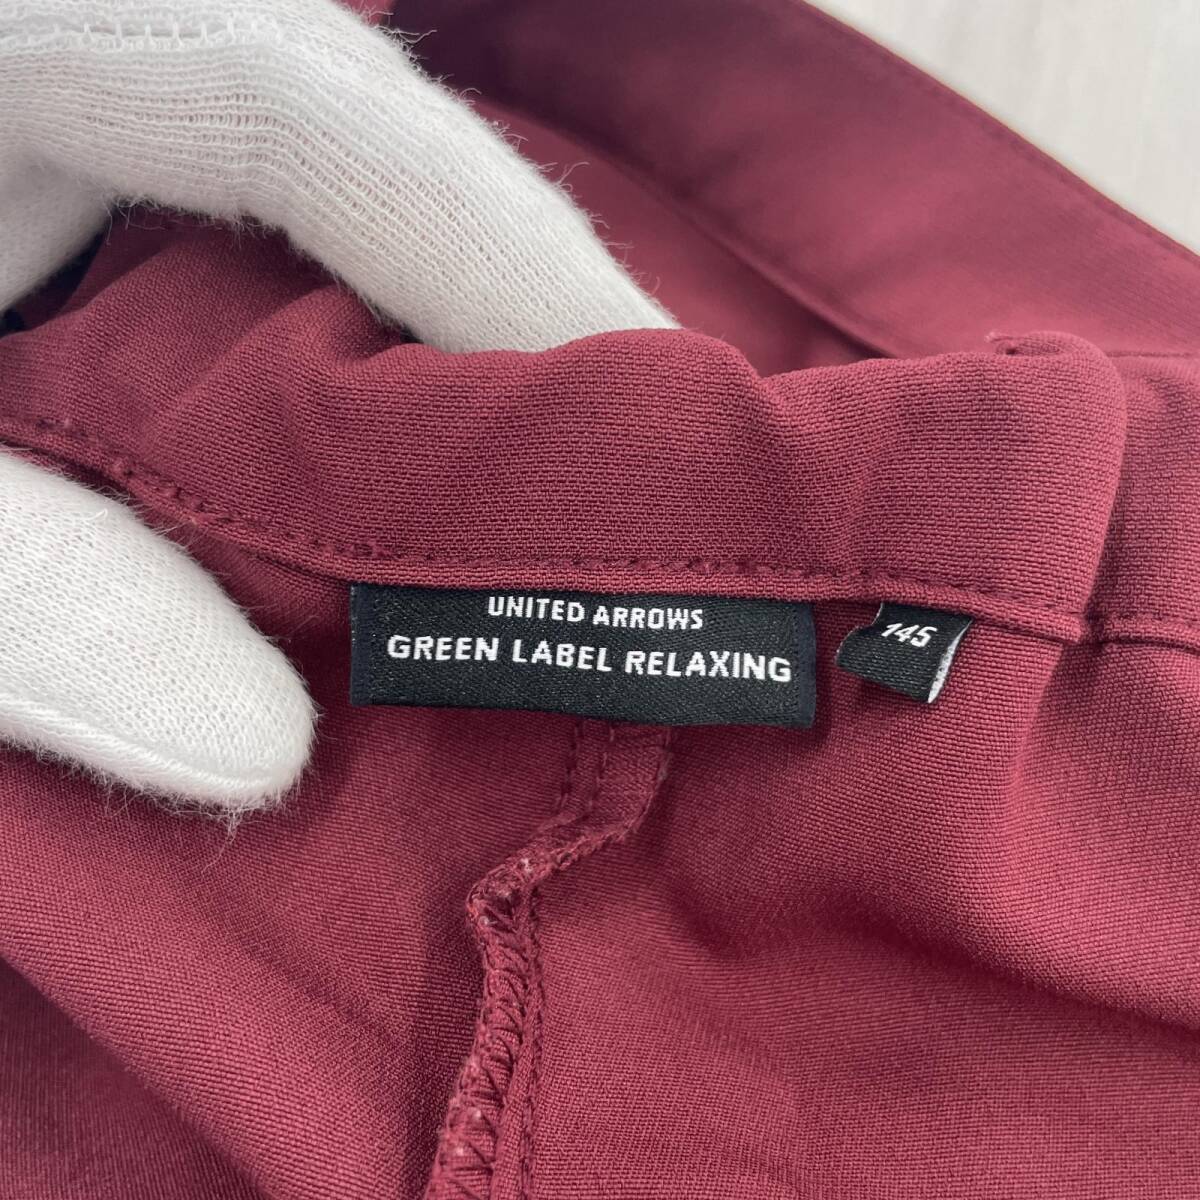 UNITED ARROWS
GREEN LABEL RELAXING
145